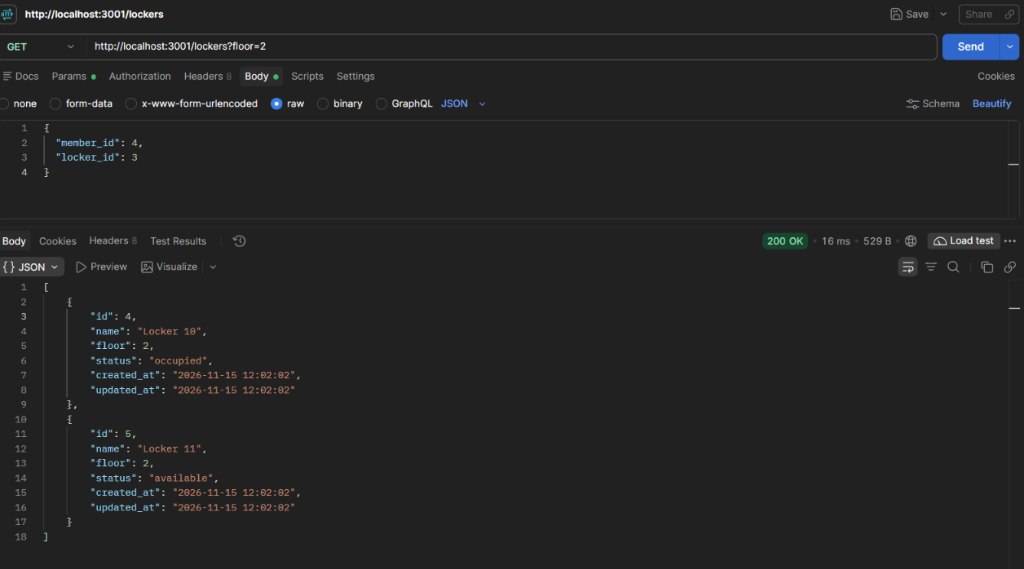 HTTP http://localhost:3001/lockers Save Share
GET http://localhost:3001/lockers?floor=2 Send
Docs Params Authorization Headers 8 Body Scripts Settings Cookies
none form-data x-www-form-urlencoded raw binary GraphQL JSON Schema Beautify
1 {
2 "member_id": 4,
3 "locker_id": 3
4 }
Body Cookies Headers 8 Test Results 200 OK • 16 ms • 529 B • Load test
{} JSON Preview Visualize
1 [
2 {
3 "id": 4,
4 "name": "Locker 10",
5 "floor": 2,
6 "status": "occupied",
7 "created_at": "2026-11-15 12:02:02",
8 "updated_at": "2026-11-15 12:02:02"
9 },
10 {
11 "id": 5,
12 "name": "Locker 11",
13 "floor": 2,
14 "status": "available",
15 "created_at": "2026-11-15 12:02:02",
16 "updated_at": "2026-11-15 12:02:02"
17 }
18 ]